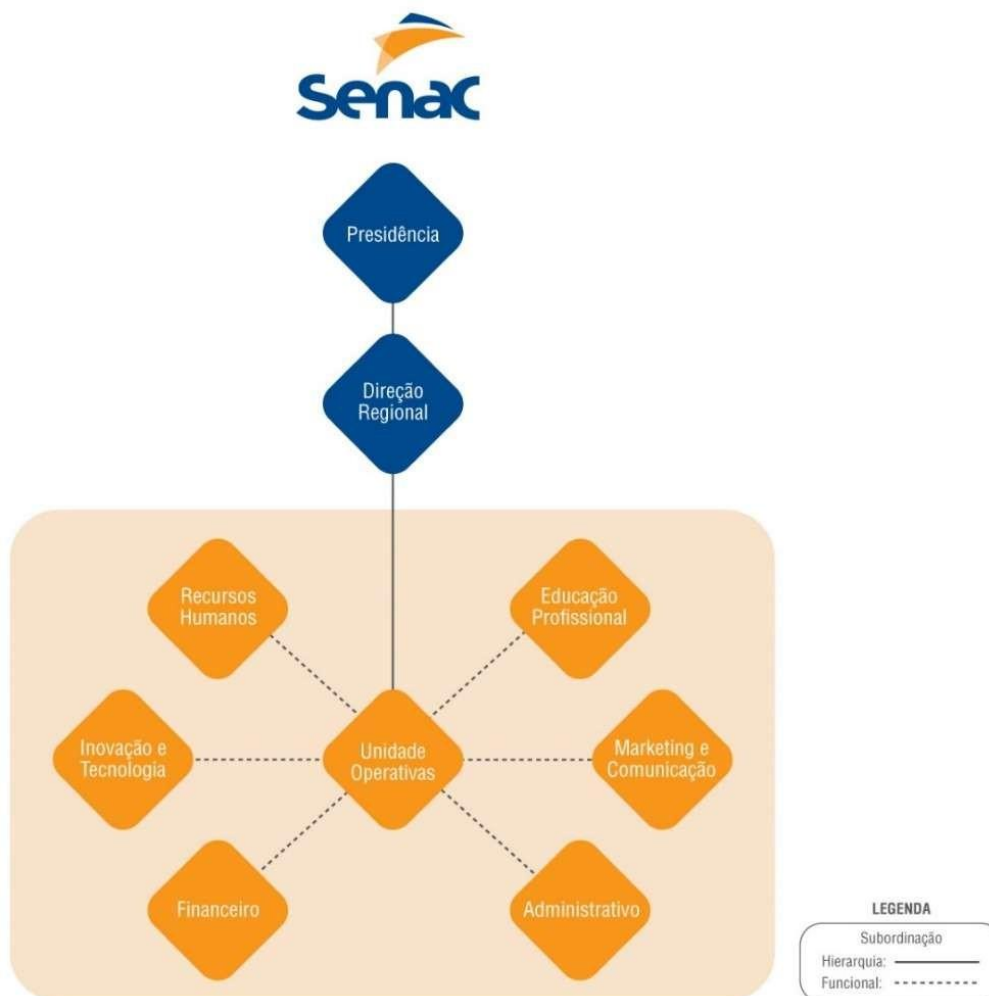 Senac
Presidência
Direção
Regional
Recursos
Humanos
Educação
Profissional
Inovação e
Tecnologia
Unidade
Operativas
Marketing e
Comunicação
Financeiro
Administrativo
LEGENDA
Subordinação
Hierarquia:
Funcional: